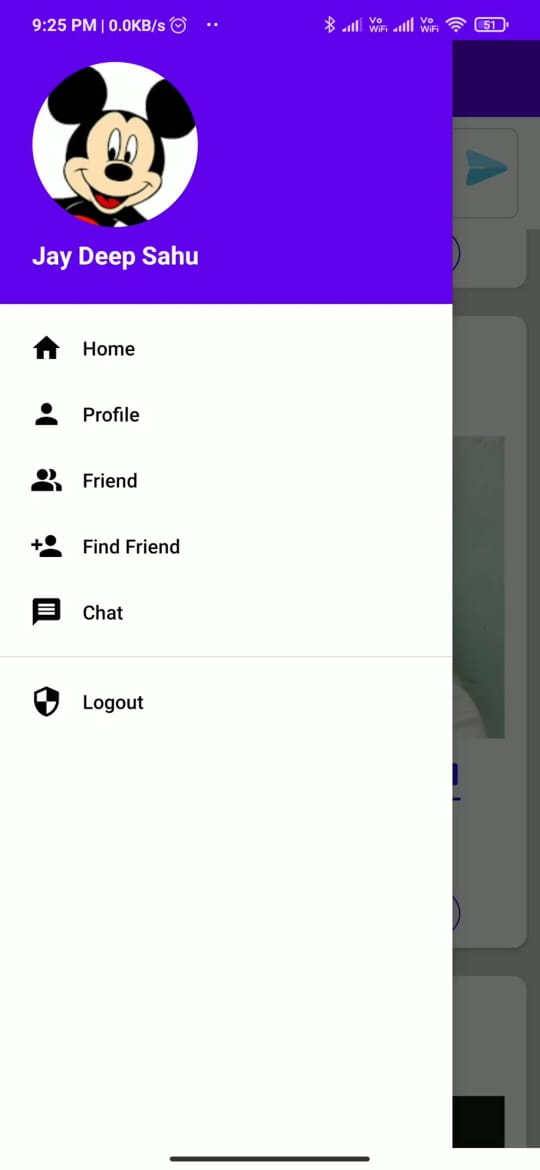 9:25 PM | 0.0KB/s
Vo WiFi Vo WiFi 51
Jay Deep Sahu
Home
Profile
Friend
Find Friend
Chat
Logout